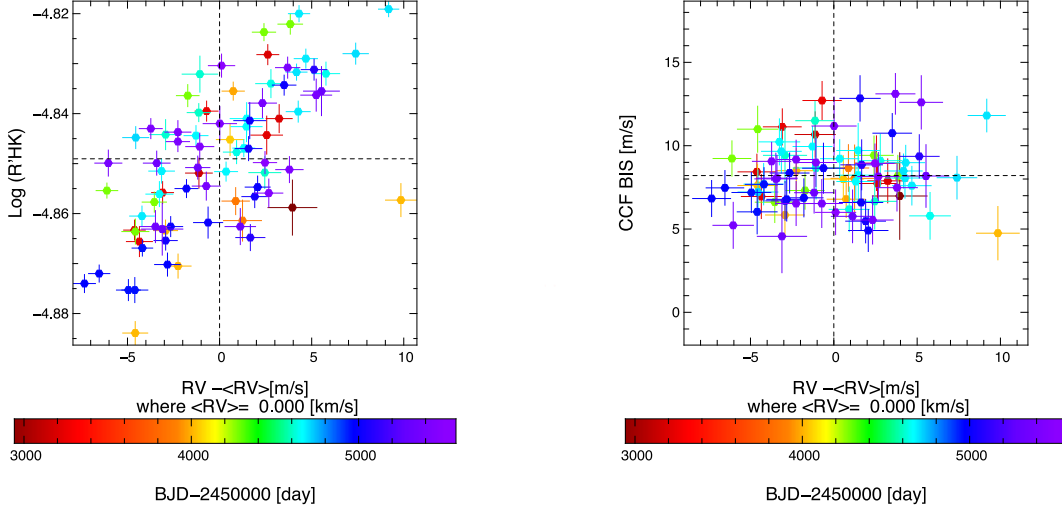 −4.82
−4.84
−4.86
−4.88
Log (R'HK)
−5
0
5
10
RV −<RV>[m/s]
where <RV>= 0.000 [km/s]
3000
4000
5000
BJD−2450000 [day]
15
10
5
0
CCF BIS [m/s]
−5
0
5
10
RV −<RV>[m/s]
where <RV>= 0.000 [km/s]
3000
4000
5000
BJD−2450000 [day]